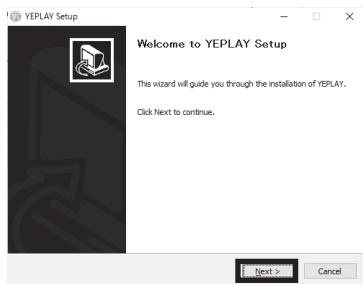 YEPLAY Setup
Welcome to YEPLAY Setup
This wizard will guide you through the installation of YEPLAY.
Click Next to continue.
Next >
Cancel